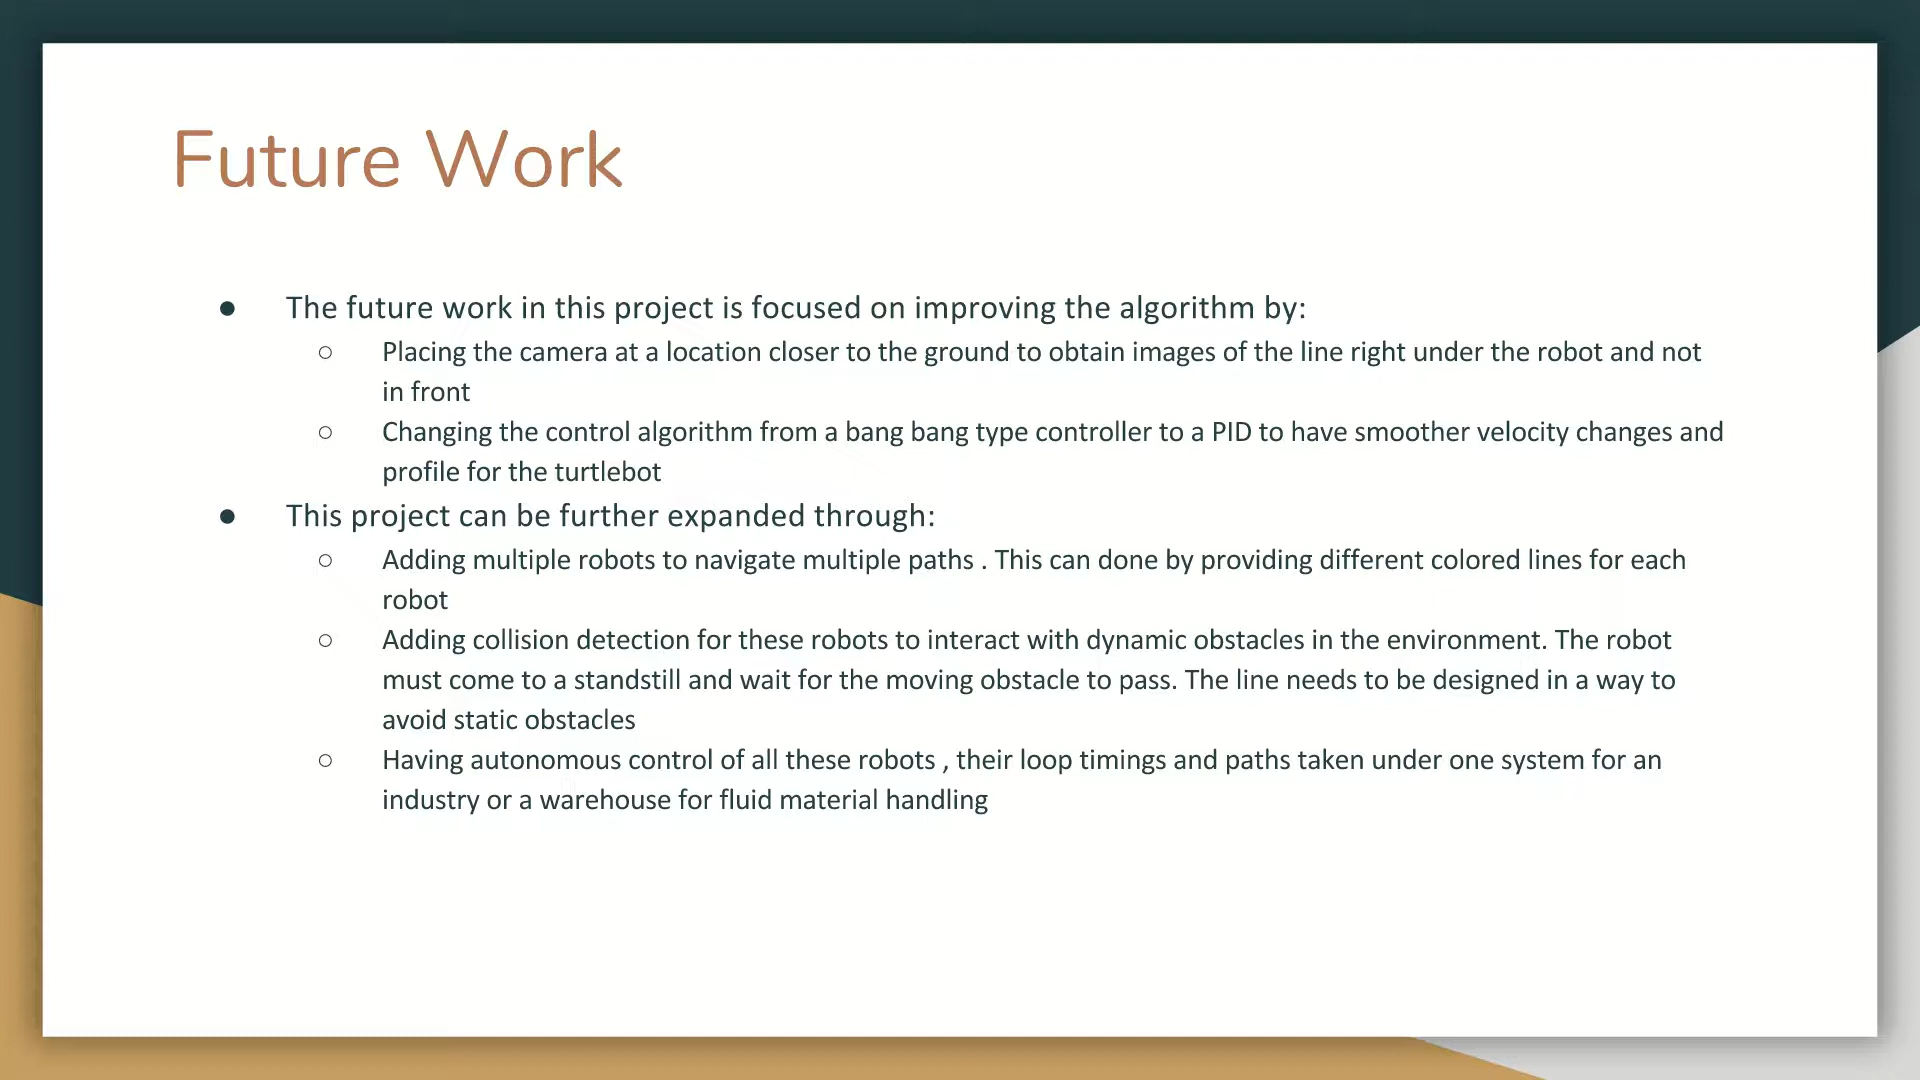 Future Work
● The future work in this project is focused on improving the algorithm by:
○ Placing the camera at a location closer to the ground to obtain images of the line right under the robot and not
in front
○ Changing the control algorithm from a bang bang type controller to a PID to have smoother velocity changes and
profile for the turtlebot
● This project can be further expanded through:
○ Adding multiple robots to navigate multiple paths . This can done by providing different colored lines for each
robot
○ Adding collision detection for these robots to interact with dynamic obstacles in the environment. The robot
must come to a standstill and wait for the moving obstacle to pass. The line needs to be designed in a way to
avoid static obstacles
○ Having autonomous control of all these robots , their loop timings and paths taken under one system for an
industry or a warehouse for fluid material handling